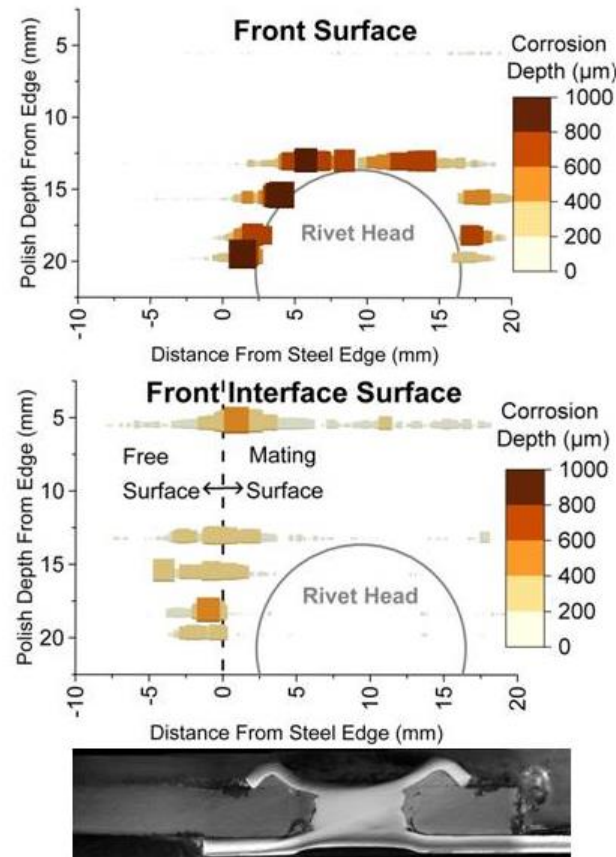 Front Surface
Corrosion
Depth (µm)
Polish Depth From Edge (mm)
5
10
15
20
Rivet Head
1000
800
600
400
200
0
-10
-5
0
5
10
15
20
Distance From Steel Edge (mm)
Front Interface Surface
Corrosion
Depth (µm)
Polish Depth From Edge (mm)
5
10
15
20
Free
Surface
Mating
Surface
Rivet Head
1000
800
600
400
200
0
-10
-5
0
5
10
15
20
Distance From Steel Edge (mm)